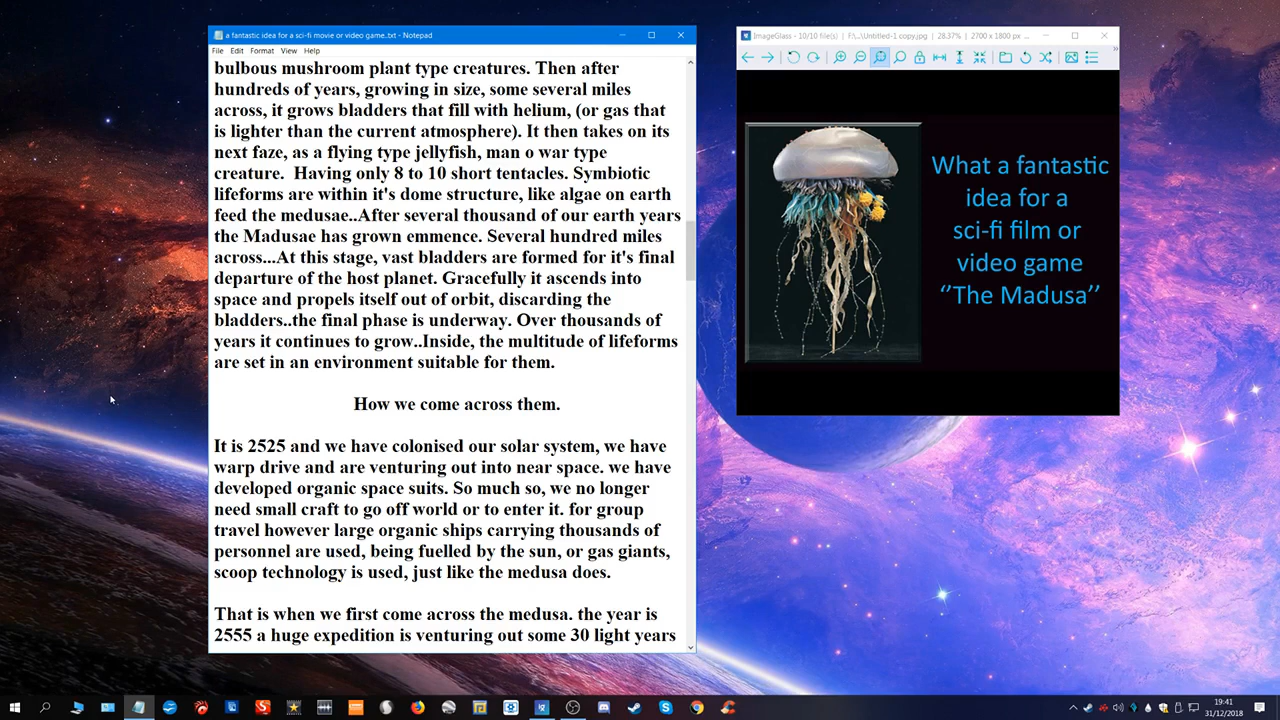 a fantastic idea for a sci-fi movie or video game..txt - Notepad
File Edit Format View Help
bulbous mushroom plant type creatures. Then after
hundreds of years, growing in size, some several miles
across, it grows bladders that fill with helium, (or gas that
is lighter than the current atmosphere). It then takes on its
next faze, as a flying type jellyfish, man o war type
creature.  Having only 8 to 10 short tentacles. Symbiotic
lifeforms are within it's dome structure, like algae on earth
feed the medusae..After several thousand of our earth years
the Madusae has grown emmence. Several hundred miles
across...At this stage, vast bladders are formed for it's final
departure of the host planet. Gracefully it ascends into
space and propels itself out of orbit, discarding the
bladders..the final phase is underway. Over thousands of
years it continues to grow..Inside, the multitude of lifeforms
are set in an environment suitable for them.
How we come across them.
It is 2525 and we have colonised our solar system, we have
warp drive and are venturing out into near space. we have
developed organic space suits. So much so, we no longer
need small craft to go off world or to enter it. for group
travel however large organic ships carrying thousands of
personnel are used, being fuelled by the sun, or gas giants,
scoop technology is used, just like the medusa does.
That is when we first come across the medusa. the year is
2555 a huge expedition is venturing out some 30 light years
ImageGlass - 10/10 file(s) | F:\...\Untitled-1 copy.jpg | 28.37% | 2700 x 1800 px ...
What a fantastic
idea for a
sci-fi film or
video game
‘’The Madusa’’
19:41
31/12/2018